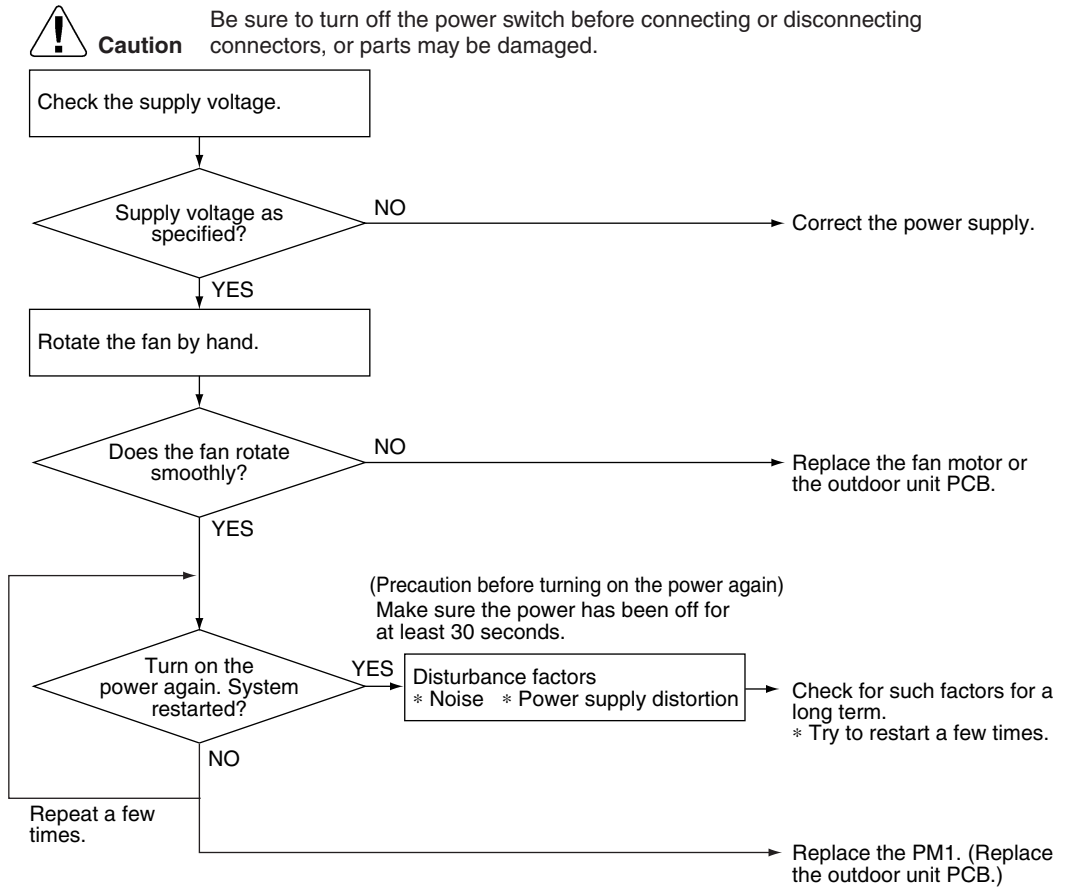 Be sure to turn off the power switch before connecting or disconnecting
Caution connectors, or parts may be damaged.
Check the supply voltage.
Supply voltage as
specified?
NO
Correct the power supply.
YES
Rotate the fan by hand.
Does the fan rotate
smoothly?
NO
Replace the fan motor or
the outdoor unit PCB.
YES
(Precaution before turning on the power again)
Make sure the power has been off for
at least 30 seconds.
Turn on the
power again. System
restarted?
YES
Disturbance factors
* Noise * Power supply distortion
Check for such factors for a
long term.
* Try to restart a few times.
NO
Repeat a few
times.
Replace the PM1. (Replace
the outdoor unit PCB.)